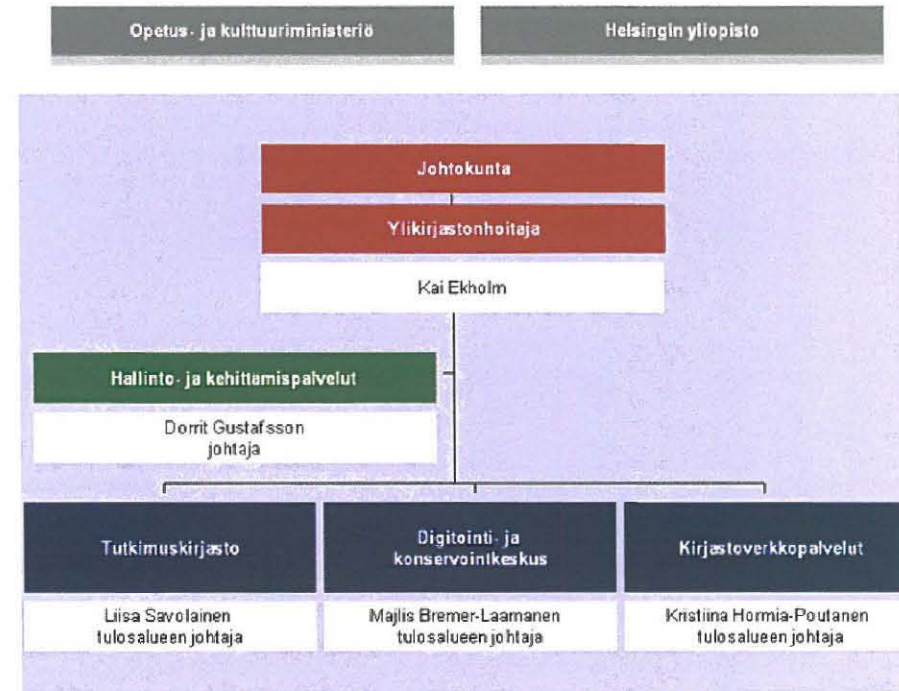 Opetus- ja kulttuuriministeriö
Helsingin yliopisto
Johtokunta
Ylikirjastonhoitaja
Kai Ekholm
Hallinto- ja kehittamispalvelut
Dorrit Gustafsson
johtaja
Tutkimuskirjasto
Liisa Savolainen
tulosalueen johtaja
Digitointi- ja
konservointikeskus
Majlis Bremer-Laamanen
tulosalueen johtaja
Kirjastoverkkopalvelut
Kristiina Hormia-Poutanen
tulosalueen johtaja